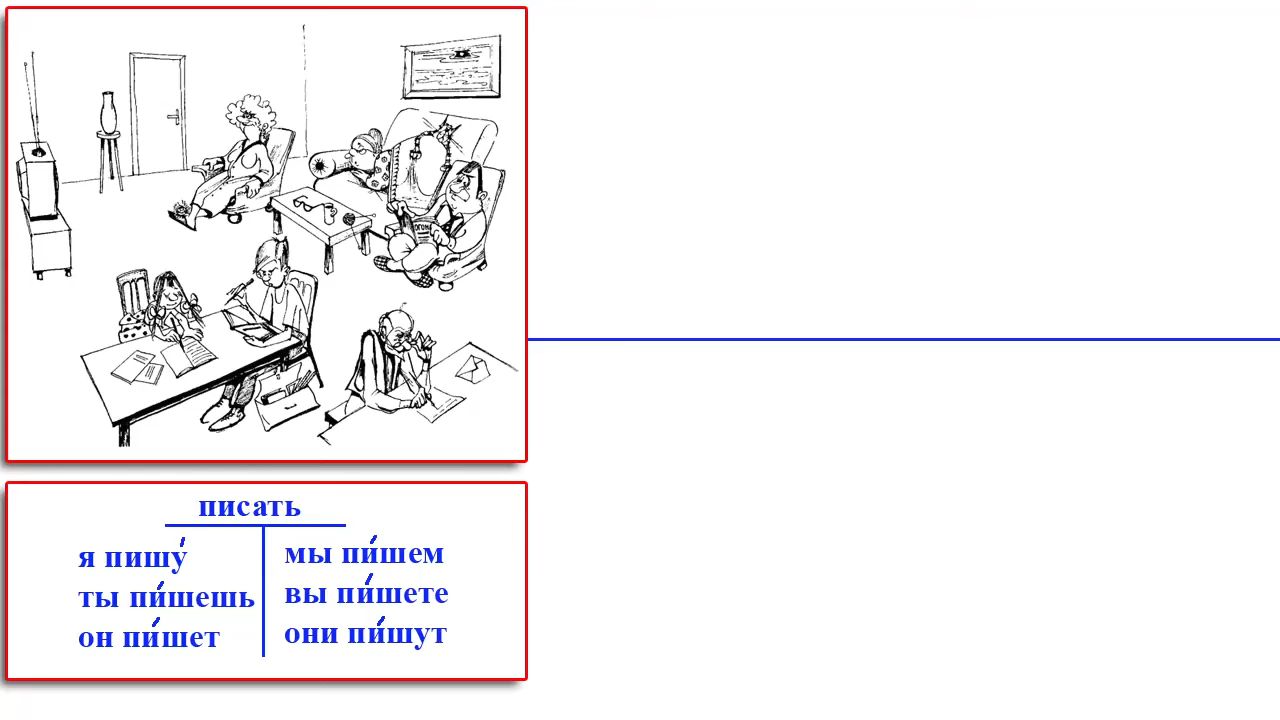 писать
я пишу́
ты пи́шешь
он пи́шет
мы пи́шем
вы пи́шете
они пи́шут